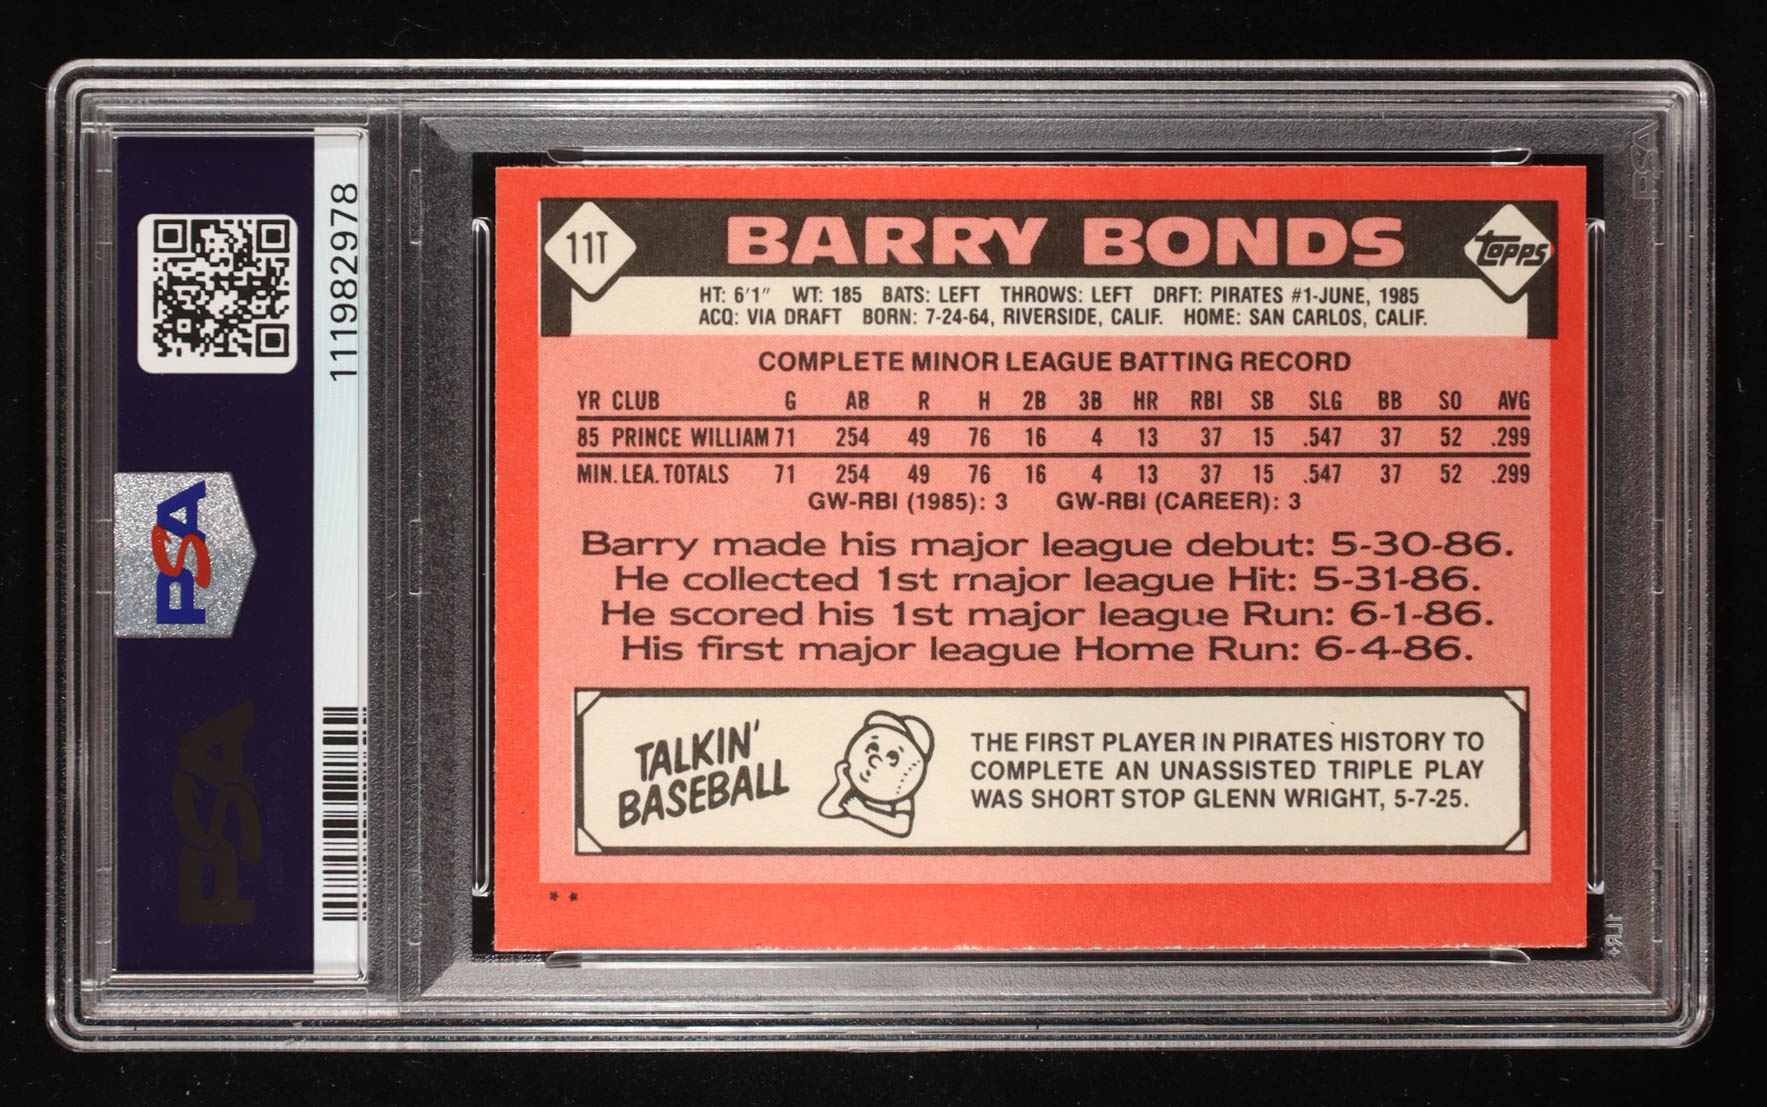 111982978
PSA
PSA
PSA
11T
BARRY BONDS
TOPPS
HT: 6'1" WT: 185 BATS: LEFT THROWS: LEFT DRFT: PIRATES #1-JUNE, 1985
ACQ: VIA DRAFT BORN: 7-24-64, RIVERSIDE, CALIF. HOME: SAN CARLOS, CALIF.
COMPLETE MINOR LEAGUE BATTING RECORD
YR CLUB G AB R H 2B 3B HR RBI SB SLG BB SO AVG
85 PRINCE WILLIAM 71 254 49 76 16 4 13 37 15 .547 37 52 .299
MIN. LEA. TOTALS 71 254 49 76 16 4 13 37 15 .547 37 52 .299
GW-RBI (1985): 3 GW-RBI (CAREER): 3
Barry made his major league debut: 5-30-86.
He collected 1st major league Hit: 5-31-86.
He scored his 1st major league Run: 6-1-86.
His first major league Home Run: 6-4-86.
TALKIN'
BASEBALL
THE FIRST PLAYER IN PIRATES HISTORY TO
COMPLETE AN UNASSISTED TRIPLE PLAY
WAS SHORT STOP GLENN WRIGHT, 5-7-25.
**